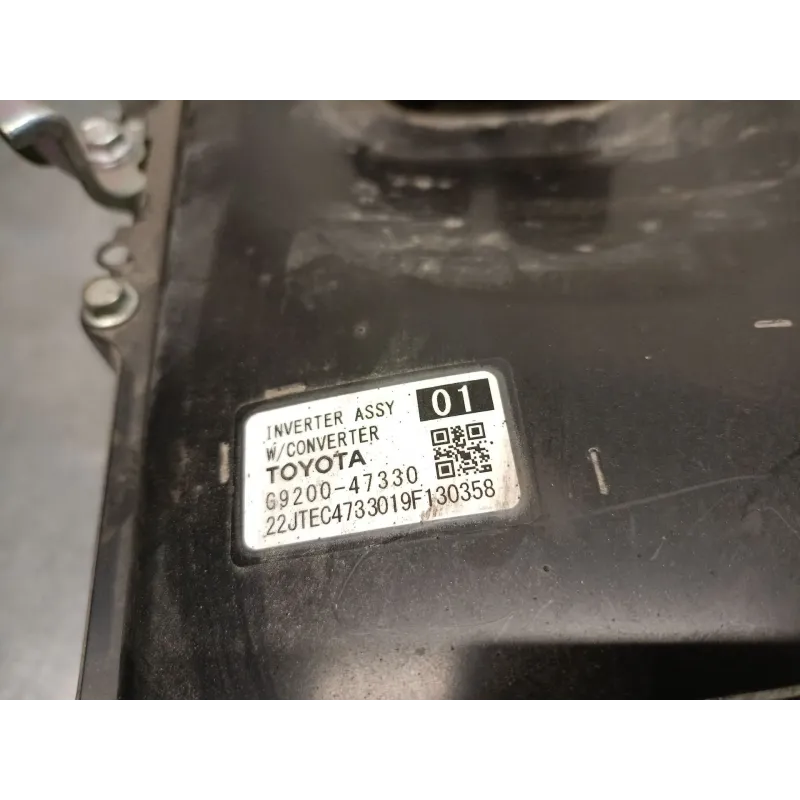 INVERTER ASSY 01
W/CONVERTER
TOYOTA
G9200-47330
22JTEC4733019F130358